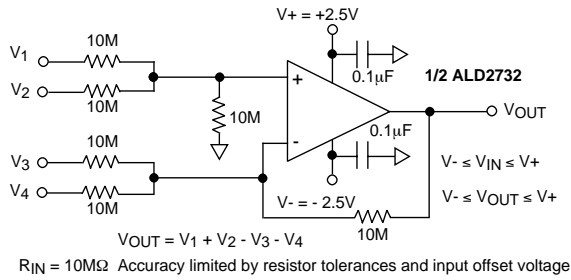 V+ = +2.5V
V1
10M
0.1µF
1/2 ALD2732
V2
10M
+
10M
VOUT
-
0.1µF
V3
10M
V- ≤ VIN ≤ V+
V4
10M
V- = - 2.5V
V- ≤ VOUT ≤ V+
10M
VOUT = V1 + V2 - V3 - V4
RIN = 10MΩ Accuracy limited by resistor tolerances and input offset voltage